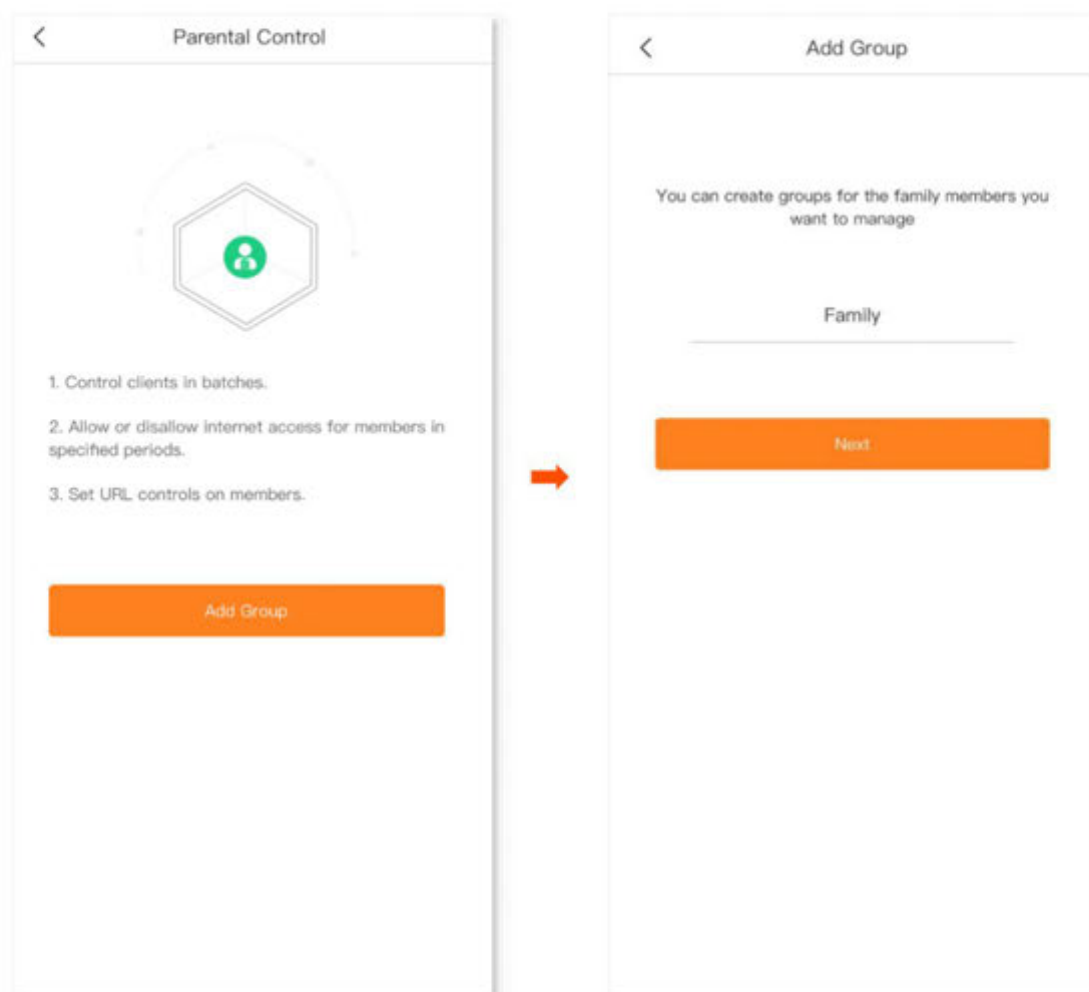 Parental Control
1. Control clients in batches.
2. Allow or disallow internet access for members in
specified periods.
3. Set URL controls on members.
Add Group
Add Group
You can create groups for the family members you
want to manage
Family
Next